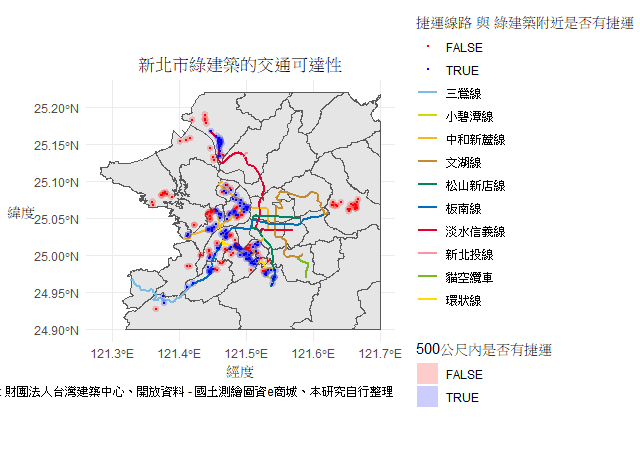 捷運線路 與 綠建築附近是否有捷運
FALSE
TRUE
三鶯線
小碧潭線
中和新蘆線
文湖線
松山新店線
板南線
淡水信義線
新北投線
貓空纜車
環狀線
500公尺內是否有捷運
FALSE
TRUE
新北市綠建築的交通可達性
緯度
25.20°N
25.15°N
25.10°N
25.05°N
25.00°N
24.95°N
24.90°N
121.3°E
121.4°E
121.5°E
121.6°E
121.7°E
經度
: 財團法人台灣建築中心、開放資料 - 國土測繪圖資e商城、本研究自行整理